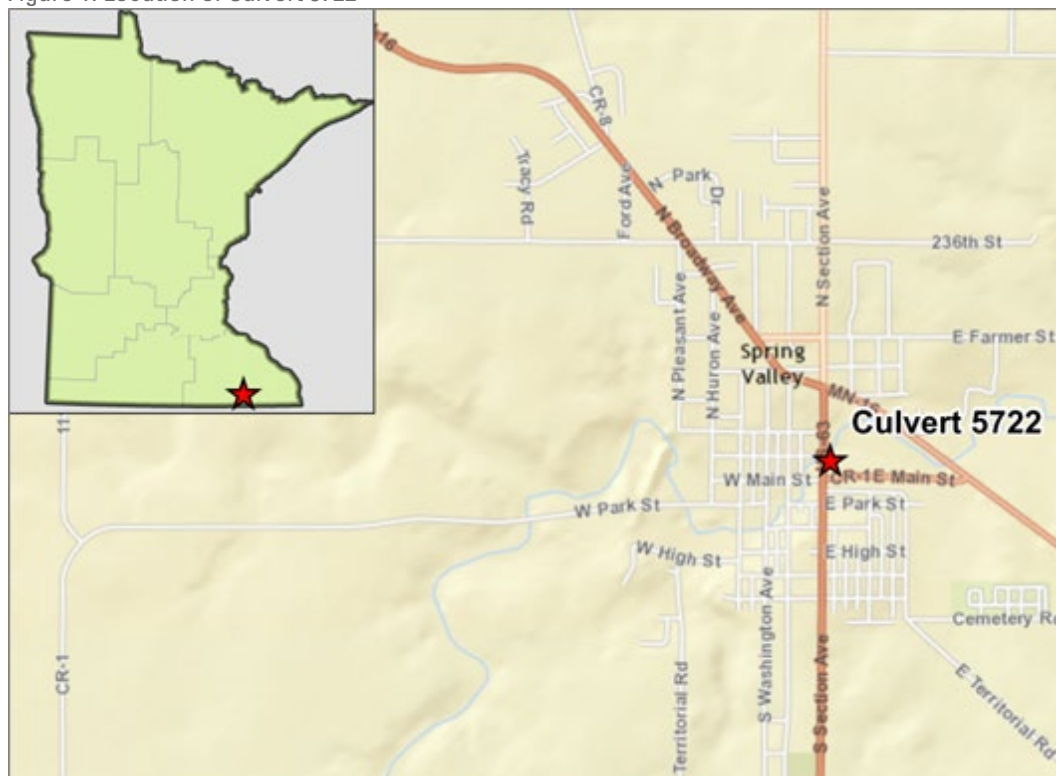 Figure 1. Location of Culvert 5722
-16
CR-8
Tracy Rd
Ford Ave
N Park Dr
N Broadway Ave
N Section Ave
236th St
N Pleasant Ave
N Huron Ave
E Farmer St
Spring
Valley
MN-16
Culvert 5722
-63
11
W Main St
CR-1E Main St
W Park St
E Park St
W High St
E High St
S Washington Ave
Cemetery Rd
CR-1
Territorial Rd
S Section Ave
E Territorial Rd